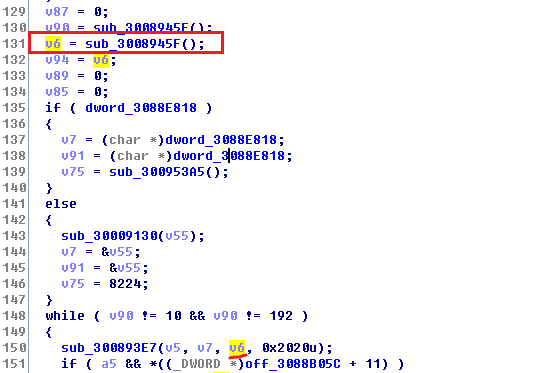 129 v87 = 0;
130 v90 = sub_3008945F();
131 v6 = sub_3008945F();
132 v94 = v6;
133 v89 = 0;
134 v85 = 0;
135 if ( dword_3088E818 )
136 {
137 v7 = (char *)dword_3088E818;
138 v91 = (char *)dword_3088E818;
139 v75 = sub_300953A5();
140 }
141 else
142 {
143 sub_30009130(v55);
144 v7 = &v55;
145 v91 = &v55;
146 v75 = 8224;
147 }
148 while ( v90 != 10 && v90 != 192 )
149 {
150 sub_300893E7(v5, v7, v6, 0x2020u);
151 if ( a5 && *((_DWORD *)off_3088B05C + 11) )